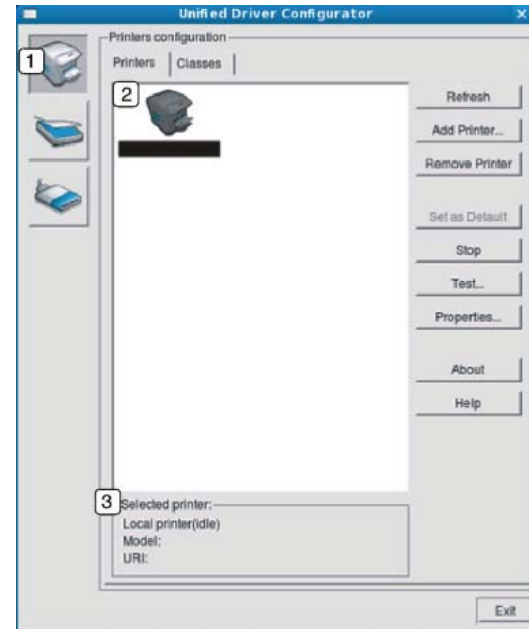 Unified Driver Configurator
Printers configuration
1
Printers Classes
2
Refresh
Add Printer...
Remove Printer
Set as Default
Stop
Test...
Properties...
About
Help
3
Selected printer:
Local printer(idle)
Model:
URI:
Exit